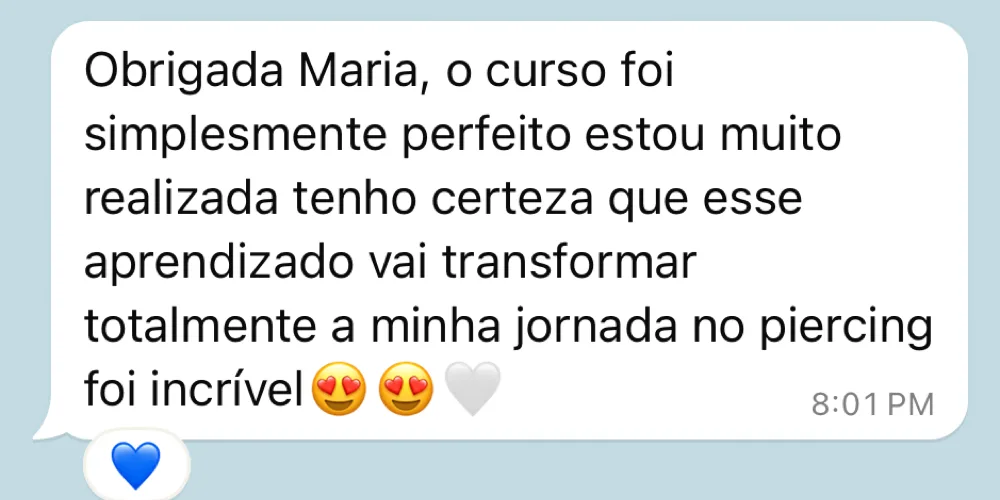 Obrigada Maria, o curso foi
simplesmente perfeito estou muito
realizada tenho certeza que esse
aprendizado vai transformar
totalmente a minha jornada no piercing
foi incrível😍😍🤍
8:01 PM
💙